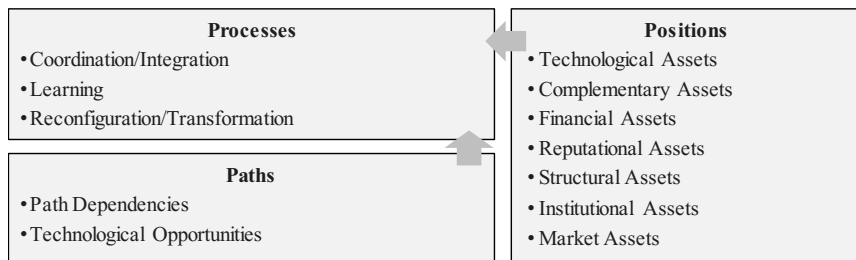 Processes
• Coordination/Integration
• Learning
• Reconfiguration/Transformation
Paths
• Path Dependencies
• Technological Opportunities
Positions
• Technological Assets
• Complementary Assets
• Financial Assets
• Reputational Assets
• Structural Assets
• Institutional Assets
• Market Assets